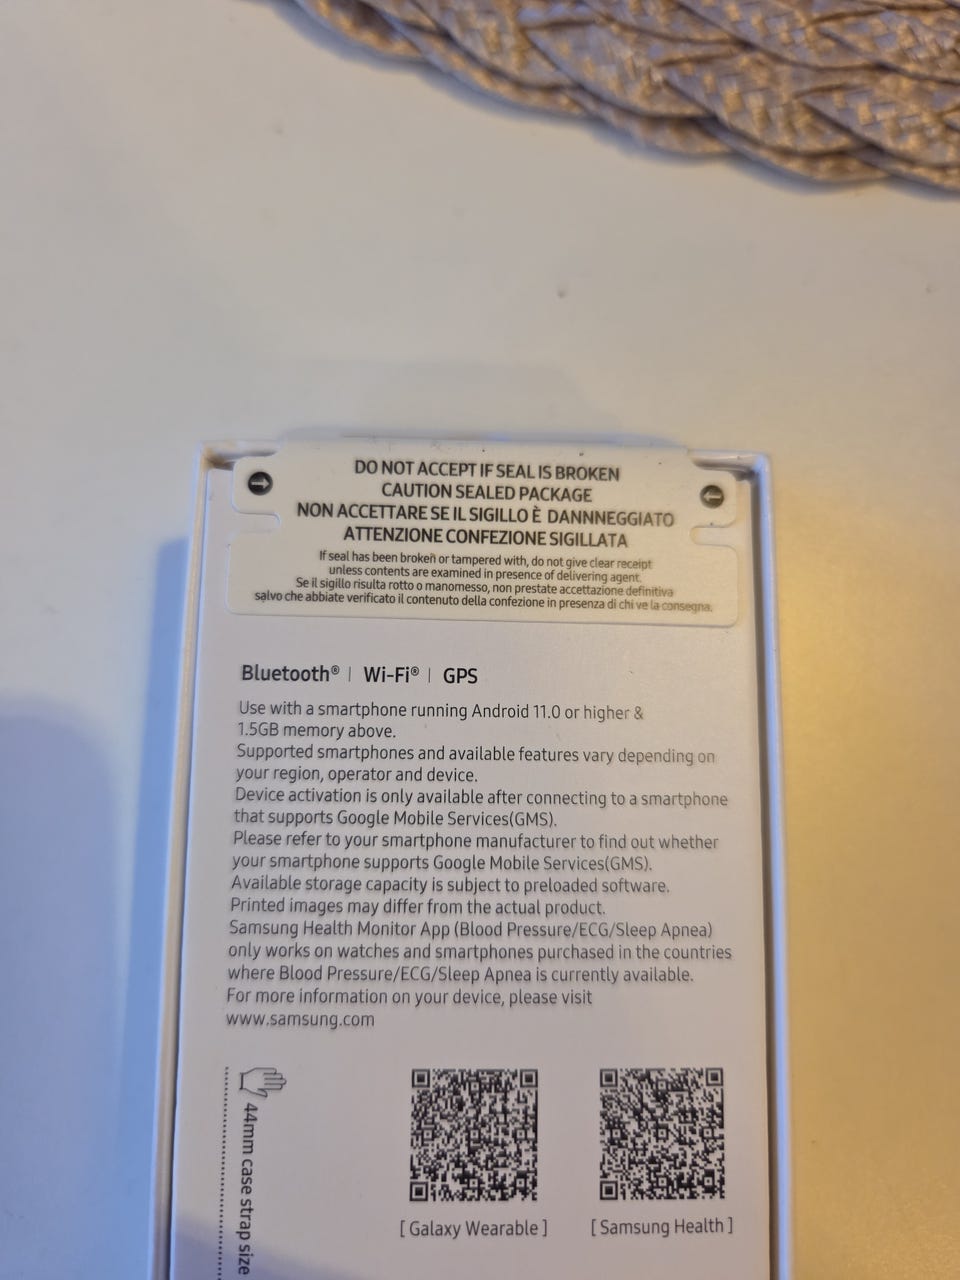 DO NOT ACCEPT IF SEAL IS BROKEN
CAUTION SEALED PACKAGE
NON ACCETTARE SE IL SIGILLO È DANNNEGGIATO
ATTENZIONE CONFEZIONE SIGILLATA
If seal has been broken or tampered with, do not give clear receipt
unless contents are examined in presence of delivering agent.
Se il sigillo risulta rotto o manomesso, non prestate accettazione definitiva
salvo che abbiate verificato il contenuto della confezione in presenza di chi ve la consegna.
Bluetooth® | Wi-Fi® | GPS
Use with a smartphone running Android 11.0 or higher &
1.5GB memory above.
Supported smartphones and available features vary depending on
your region, operator and device.
Device activation is only available after connecting to a smartphone
that supports Google Mobile Services(GMS).
Please refer to your smartphone manufacturer to find out whether
your smartphone supports Google Mobile Services(GMS).
Available storage capacity is subject to preloaded software.
Printed images may differ from the actual product.
Samsung Health Monitor App (Blood Pressure/ECG/Sleep Apnea)
only works on watches and smartphones purchased in the countries
where Blood Pressure/ECG/Sleep Apnea is currently available.
For more information on your device, please visit
www.samsung.com
44mm case strap size
[ Galaxy Wearable ]
[ Samsung Health ]